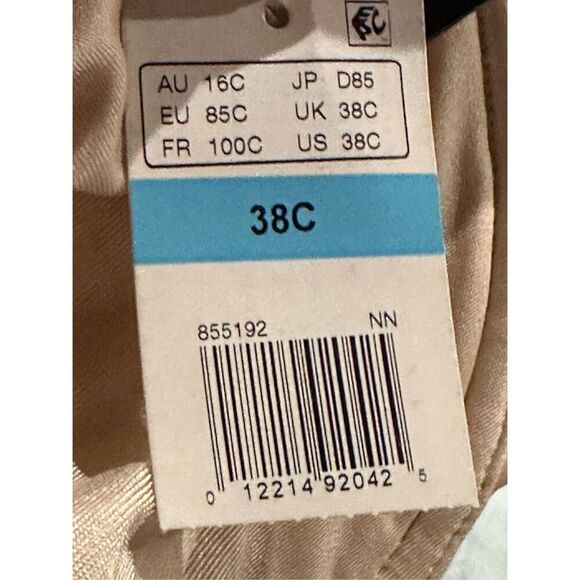 AU 16C JP D85
EU 85C UK 38C
FR 100C US 38C
38C
855192 NN
0 12214 92042 5